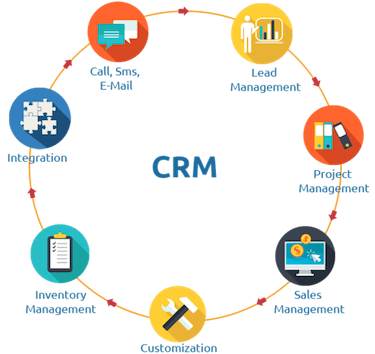 Call, Sms,
E-Mail
Lead
Management
Project
Management
Sales
Management
Customization
Inventory
Management
Integration
CRM